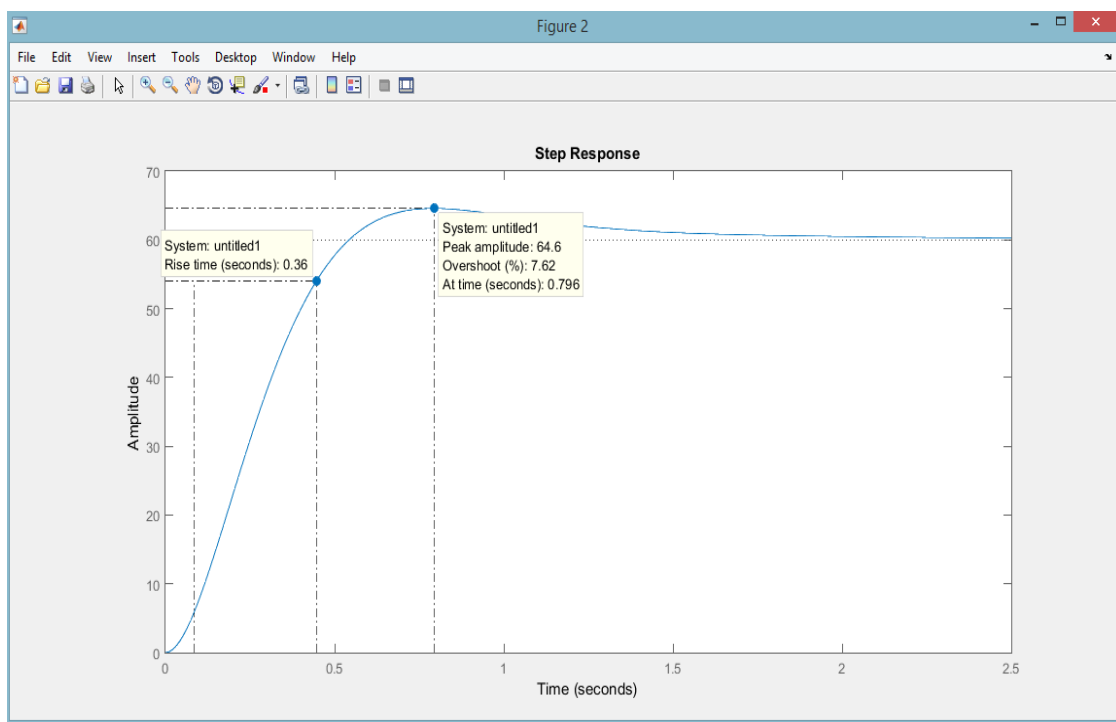 Figure 2
File Edit View Insert Tools Desktop Window Help
Step Response
70
60
50
40
30
20
10
0
Amplitude
System: untitled1
Rise time (seconds): 0.36
System: untitled1
Peak amplitude: 64.6
Overshoot (%): 7.62
At time (seconds): 0.796
0 0.5 1 1.5 2 2.5
Time (seconds)